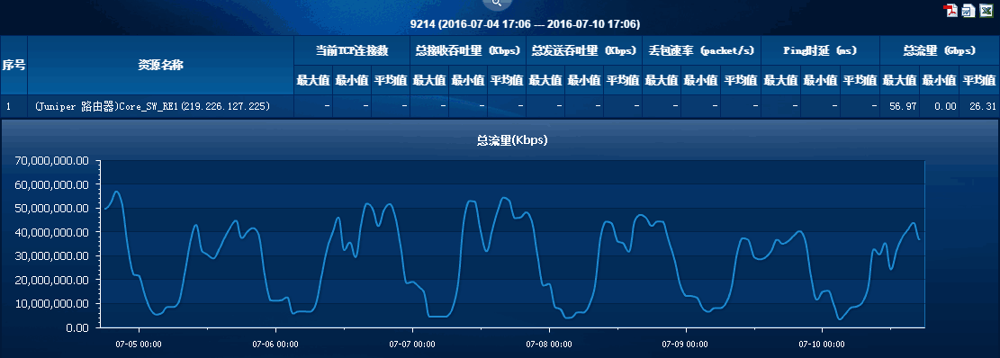 9214 (2016-07-04 17:06 — 2016-07-10 17:06)
序号 资源名称 当前TCP连接数 总接收吞吐量 (Kbps) 总发送吞吐量 (Kbps) 丢包速率 (packet/s) Ping时延 (ms) 总流量 (Gbps)
最大值 最小值 平均值 最大值 最小值 平均值 最大值 最小值 平均值 最大值 最小值 平均值 最大值 最小值 平均值 最大值 最小值 平均值
1 (Juniper 路由器)Core_SW_RE1(219.226.127.225) - - - - - - - - - - - - - - - 56.97 0.00 26.31
总流量(Kbps)
70,000,000.00
60,000,000.00
50,000,000.00
40,000,000.00
30,000,000.00
20,000,000.00
10,000,000.00
0.00
07-05 00:00 07-06 00:00 07-07 00:00 07-08 00:00 07-09 00:00 07-10 00:00